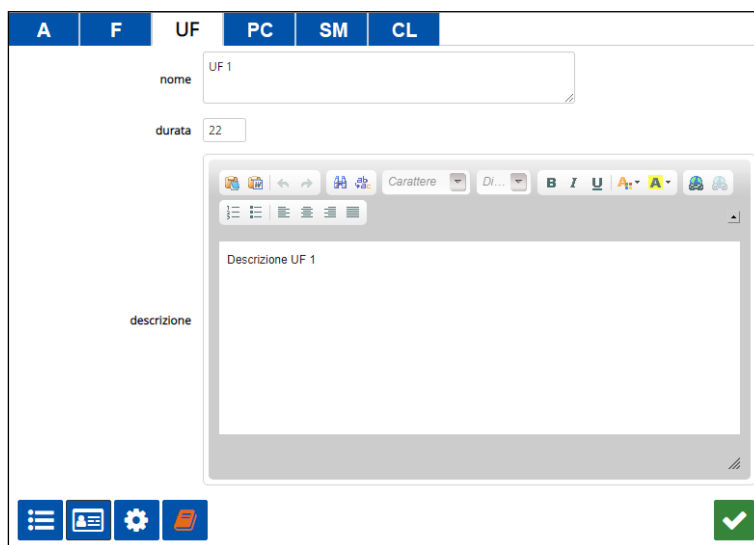 A F UF PC SM CL
nome UF 1
durata 22
Carattere Di... B I U A A
descrizione Descrizione UF 1